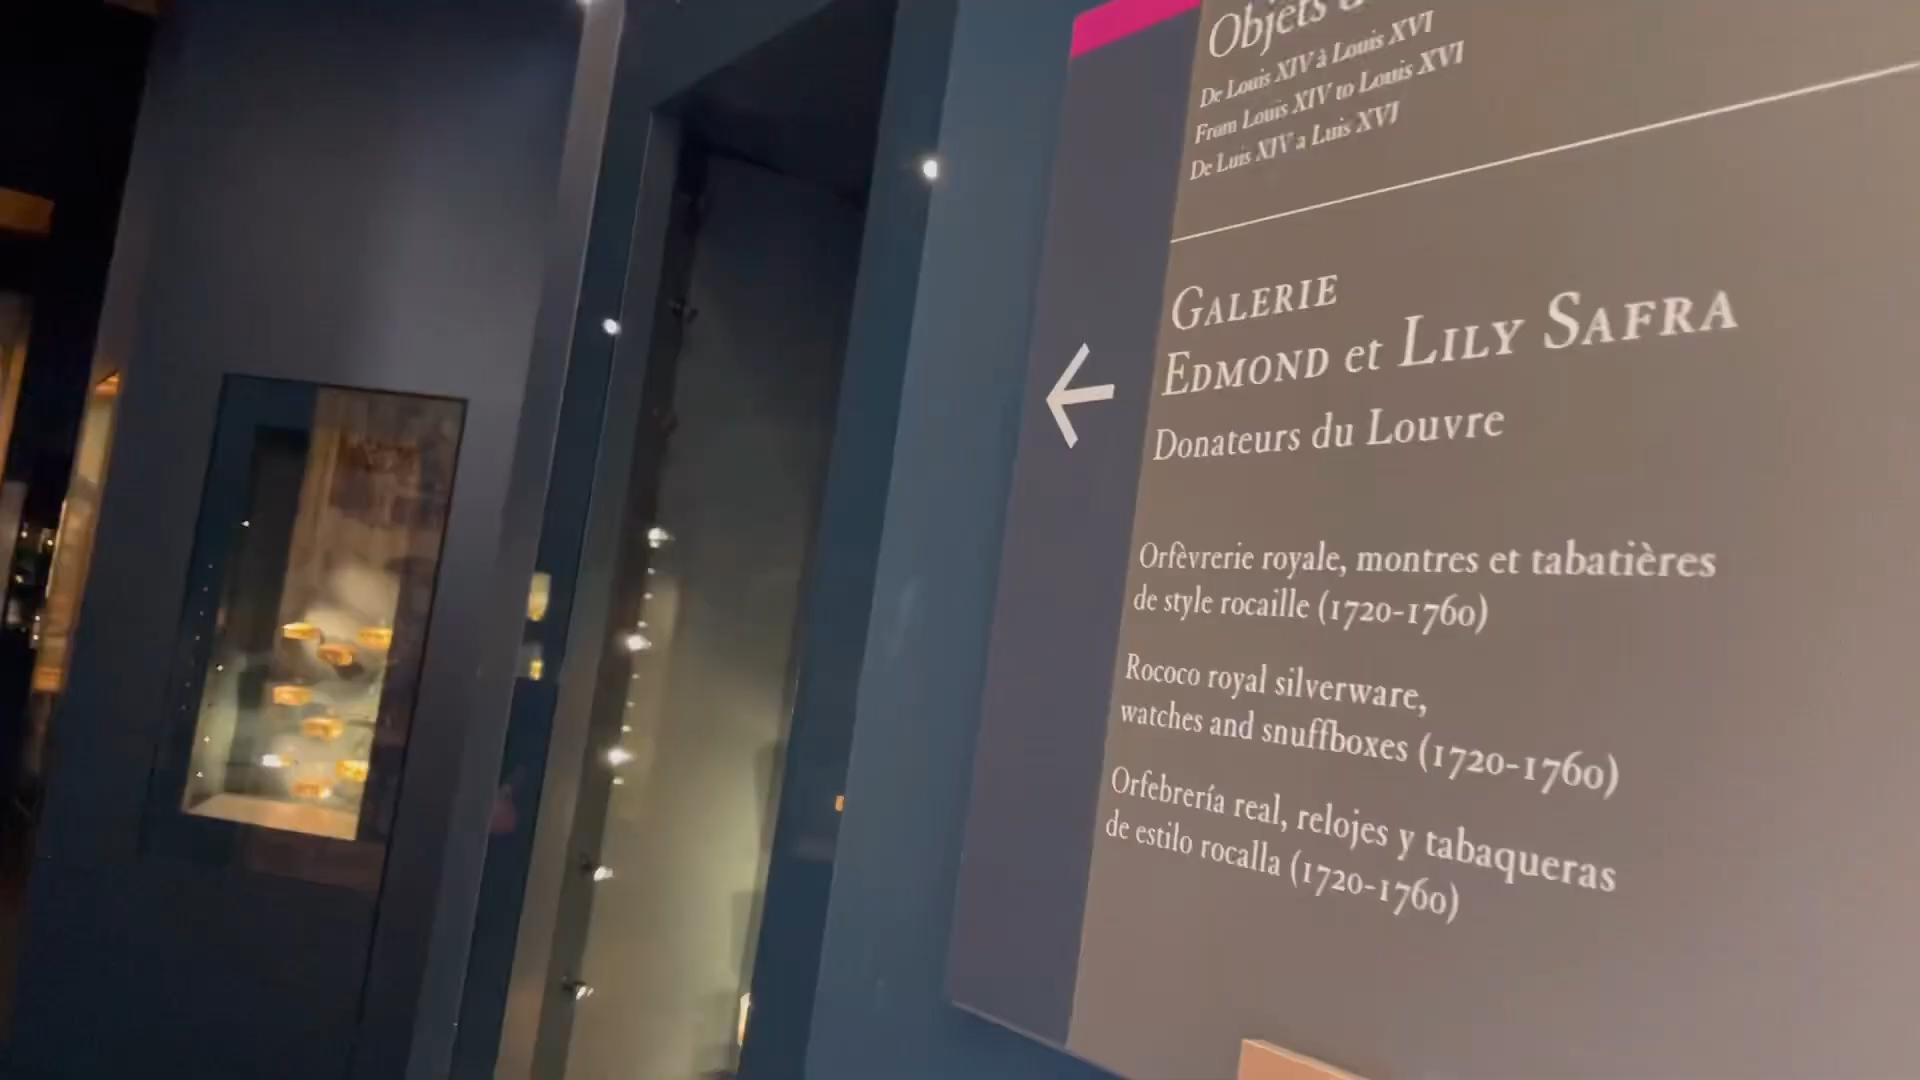 Objets
De Louis XIV à Louis XVI
From Louis XIV to Louis XVI
De Luis XIV a Luis XVI
GALERIE
EDMOND et LILY SAFRA
Donateurs du Louvre
Orfèvrerie royale, montres et tabatières
de style rocaille (1720-1760)
Rococo royal silverware,
watches and snuffboxes (1720-1760)
Orfebrería real, relojes y tabaqueras
de estilo rocalla (1720-1760)